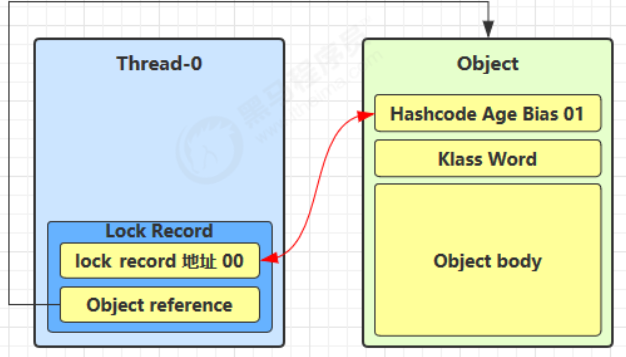 Thread-0
Lock Record
lock record 地址 00
Object reference
Object
Hashcode Age Bias 01
Klass Word
Object body
黑马程序员